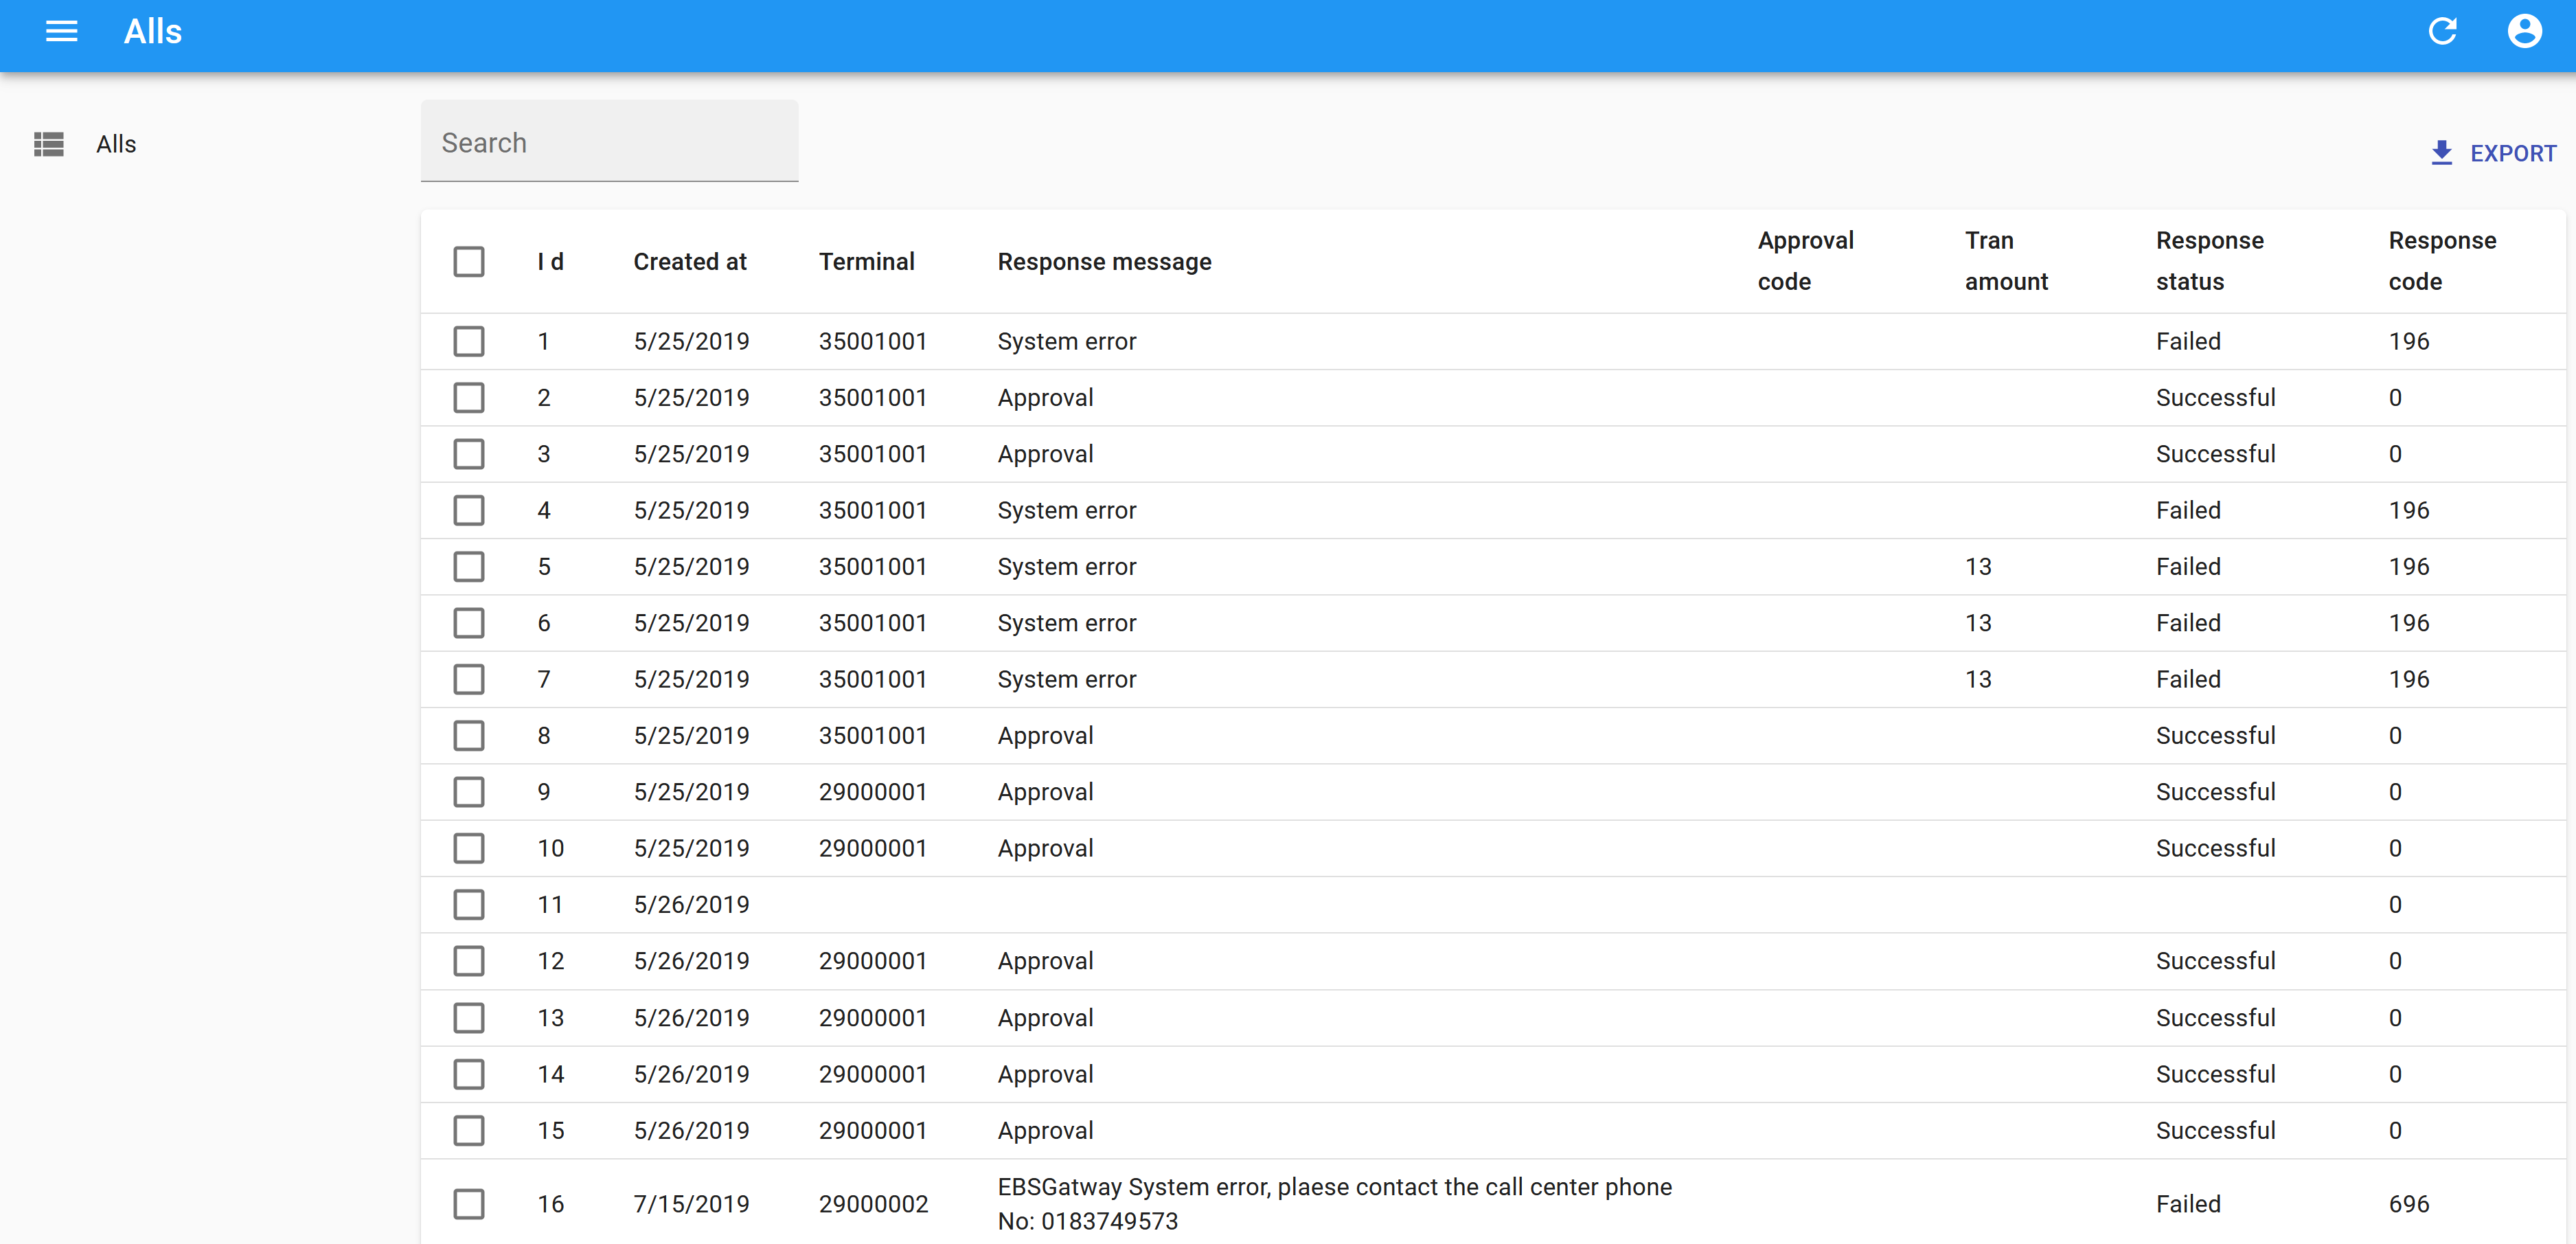 Alls
Alls
Search
EXPORT
I d Created at Terminal Response message Approval code Tran amount Response status Response code
1 5/25/2019 35001001 System error Failed 196
2 5/25/2019 35001001 Approval Successful 0
3 5/25/2019 35001001 Approval Successful 0
4 5/25/2019 35001001 System error Failed 196
5 5/25/2019 35001001 System error 13 Failed 196
6 5/25/2019 35001001 System error 13 Failed 196
7 5/25/2019 35001001 System error 13 Failed 196
8 5/25/2019 35001001 Approval Successful 0
9 5/25/2019 29000001 Approval Successful 0
10 5/25/2019 29000001 Approval Successful 0
11 5/26/2019 0
12 5/26/2019 29000001 Approval Successful 0
13 5/26/2019 29000001 Approval Successful 0
14 5/26/2019 29000001 Approval Successful 0
15 5/26/2019 29000001 Approval Successful 0
16 7/15/2019 29000002 EBSGatway System error, plaese contact the call center phone
No: 0183749573 Failed 696